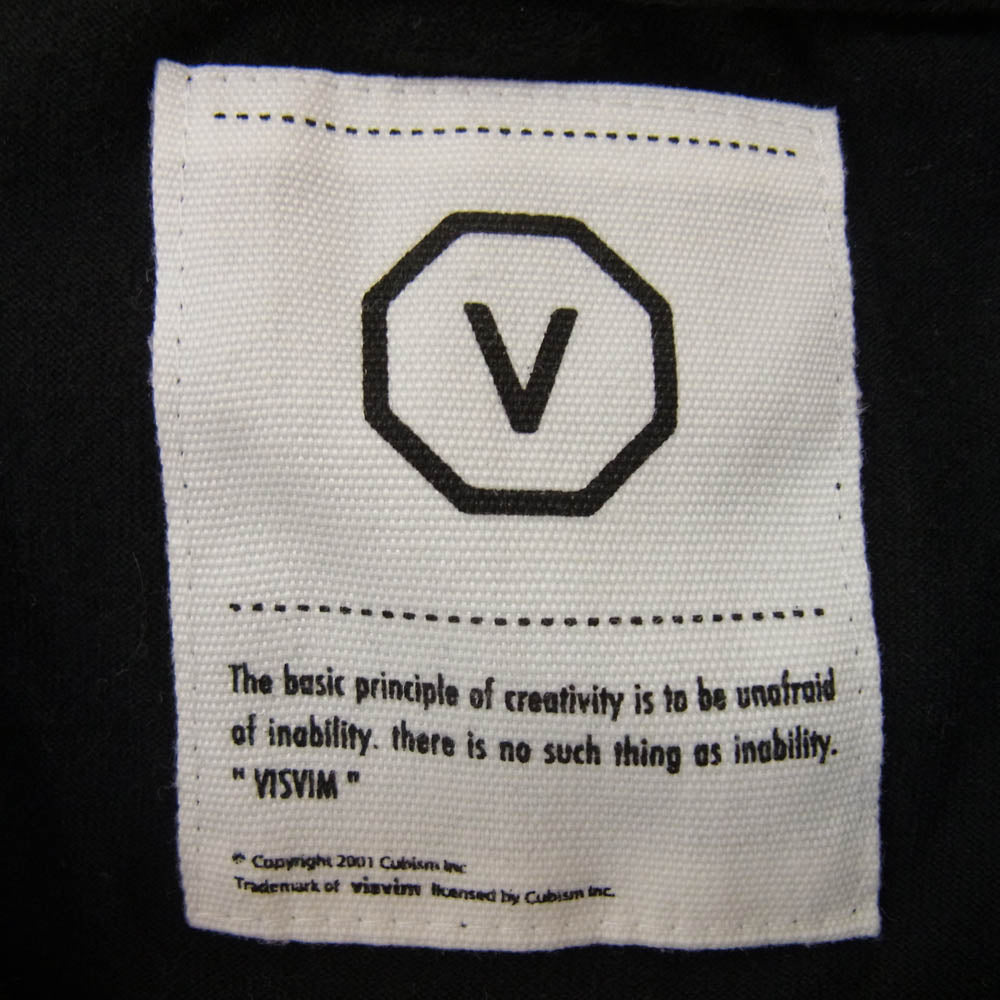 V
The basic principle of creativity is to be unafraid
of inability. there is no such thing as inability.
" VISVIM "
© Copyright 2001 Cubism Inc
Trademark of visvim licensed by Cubism Inc.